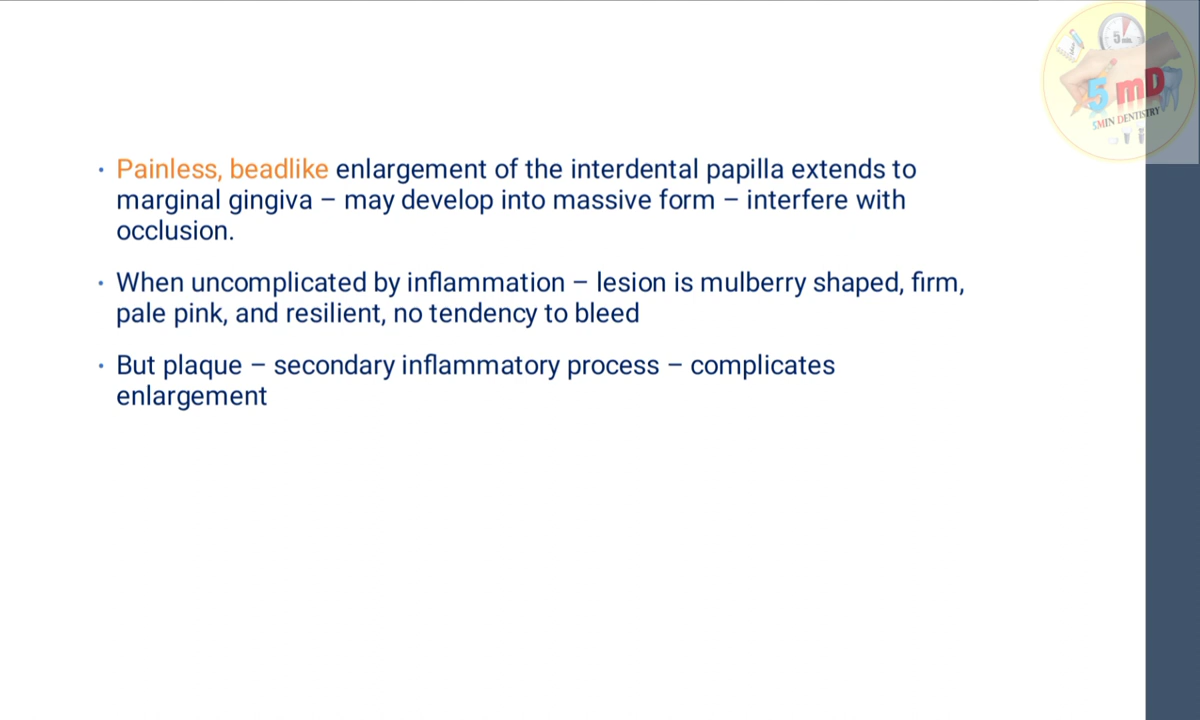 5 min
5 mD
5MIN DENTISTRY
• Painless, beadlike enlargement of the interdental papilla extends to
marginal gingiva – may develop into massive form – interfere with
occlusion.
• When uncomplicated by inflammation – lesion is mulberry shaped, firm,
pale pink, and resilient, no tendency to bleed
• But plaque – secondary inflammatory process – complicates
enlargement